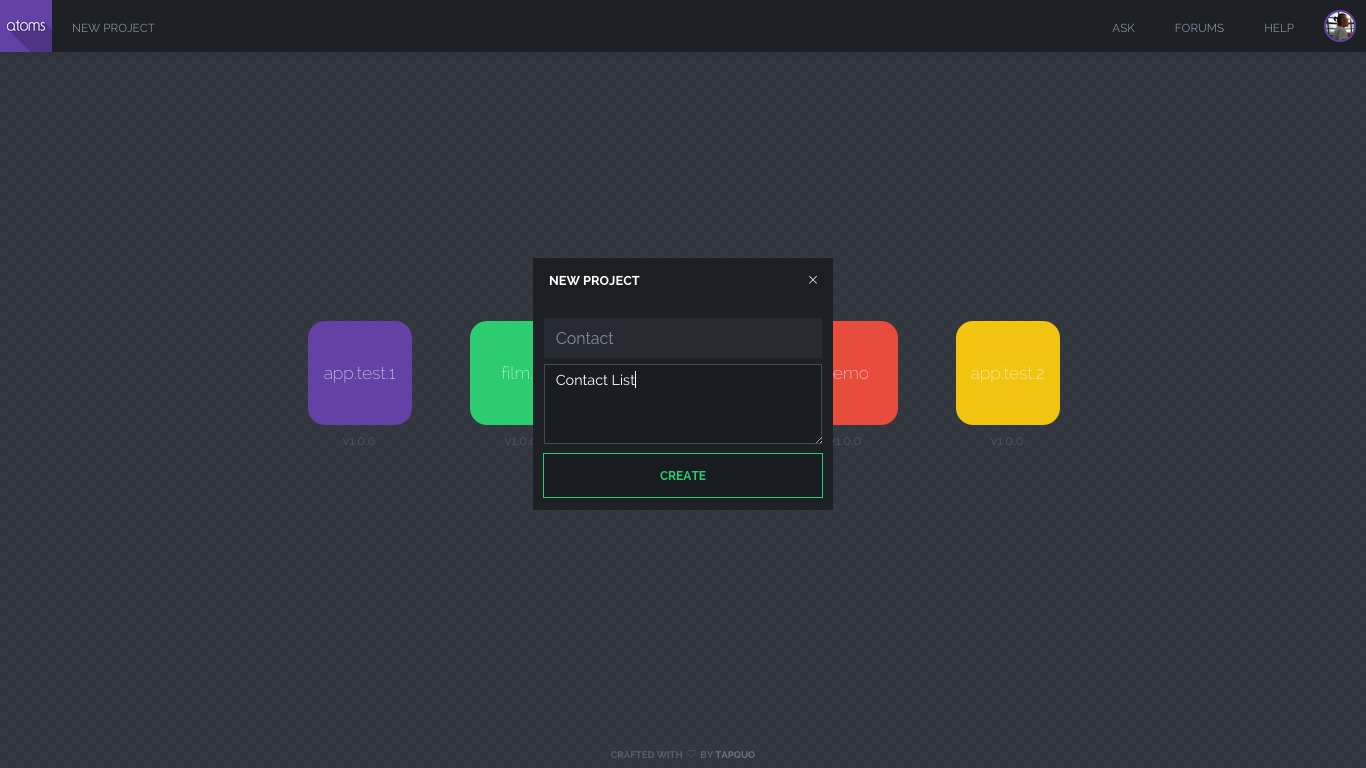 atoms
NEW PROJECT
ASK
FORUMS
HELP
NEW PROJECT
Contact
Contact List
CREATE
app.test.1
film.
emo
app.test.2
v1.0.0
v1.0.0
v1.0.0
v1.0.0
CRAFTED WITH ♡ BY TAPQUO